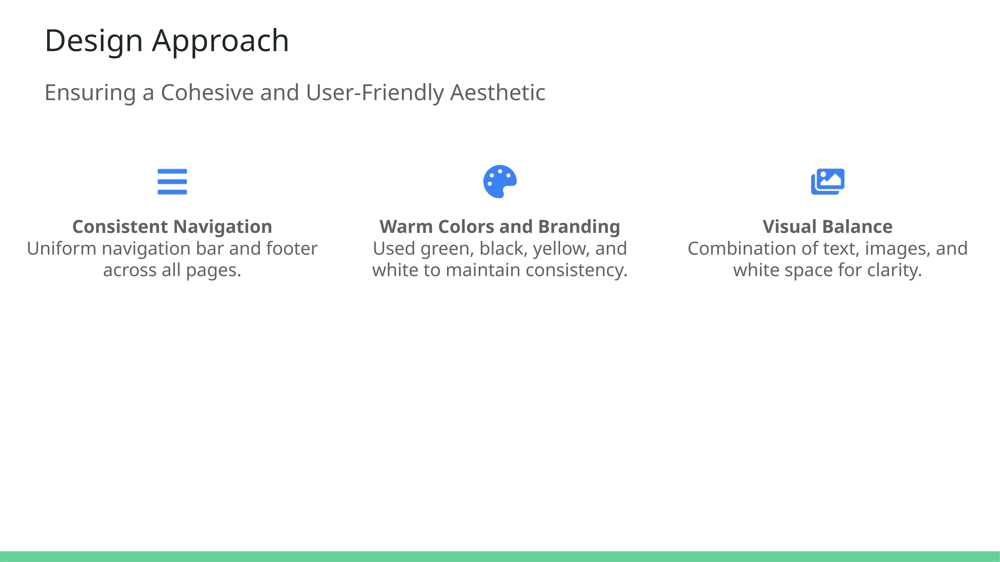 Design Approach
Ensuring a Cohesive and User-Friendly Aesthetic
Consistent Navigation
Uniform navigation bar and footer
across all pages.
Warm Colors and Branding
Used green, black, yellow, and
white to maintain consistency.
Visual Balance
Combination of text, images, and
white space for clarity.